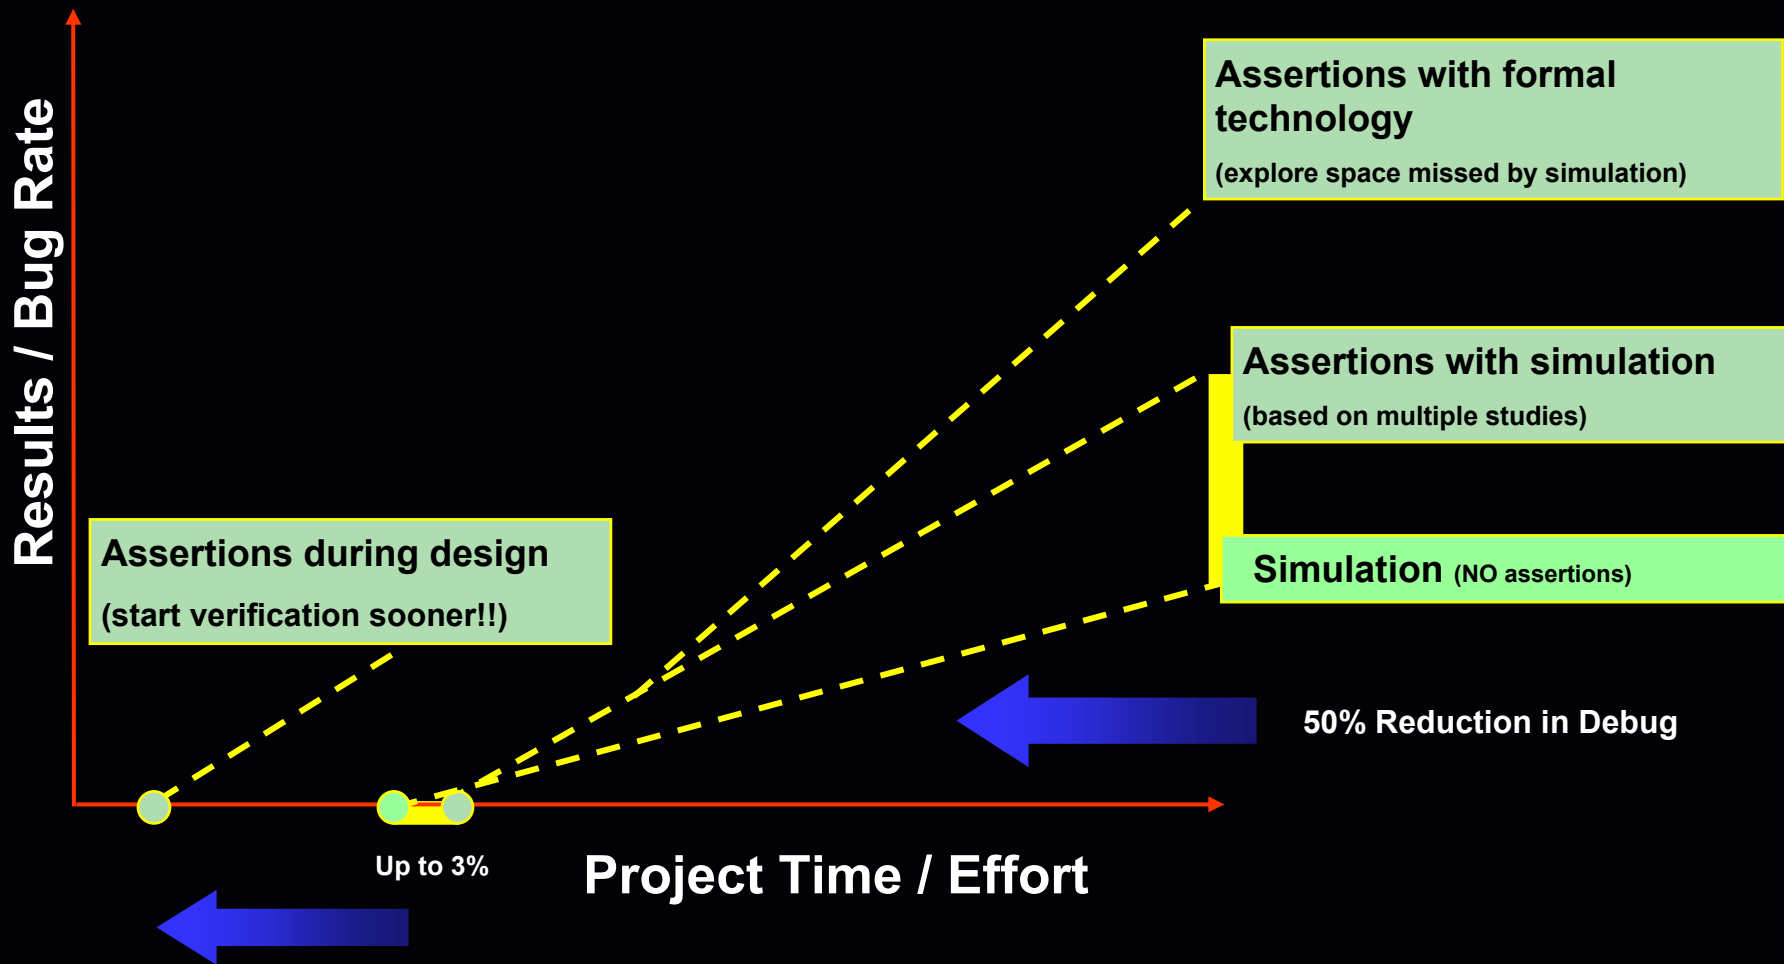 Results / Bug Rate
Assertions with formal
technology
(explore space missed by simulation)
Assertions with simulation
(based on multiple studies)
Assertions during design
(start verification sooner!!)
Simulation (NO assertions)
50% Reduction in Debug
Up to 3%
Project Time / Effort